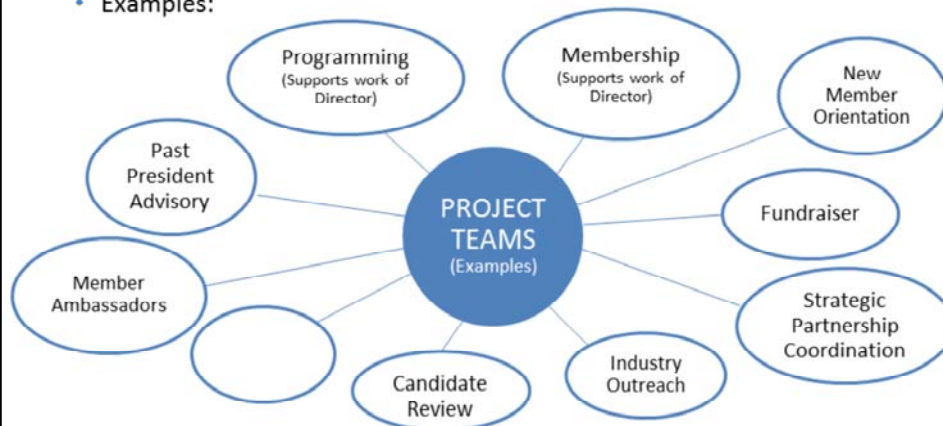 • Examples:
Programming
(Supports work of
Director)
Membership
(Supports work of
Director)
New
Member
Orientation
Past
President
Advisory
PROJECT
TEAMS
(Examples)
Fundraiser
Member
Ambassadors
Strategic
Partnership
Coordination
Candidate
Review
Industry
Outreach